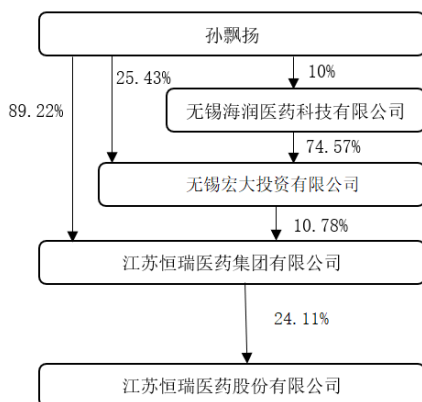 孙飘扬
10%
25.43%
89.22%
无锡海润医药科技有限公司
74.57%
无锡宏大投资有限公司
10.78%
江苏恒瑞医药集团有限公司
24.11%
江苏恒瑞医药股份有限公司